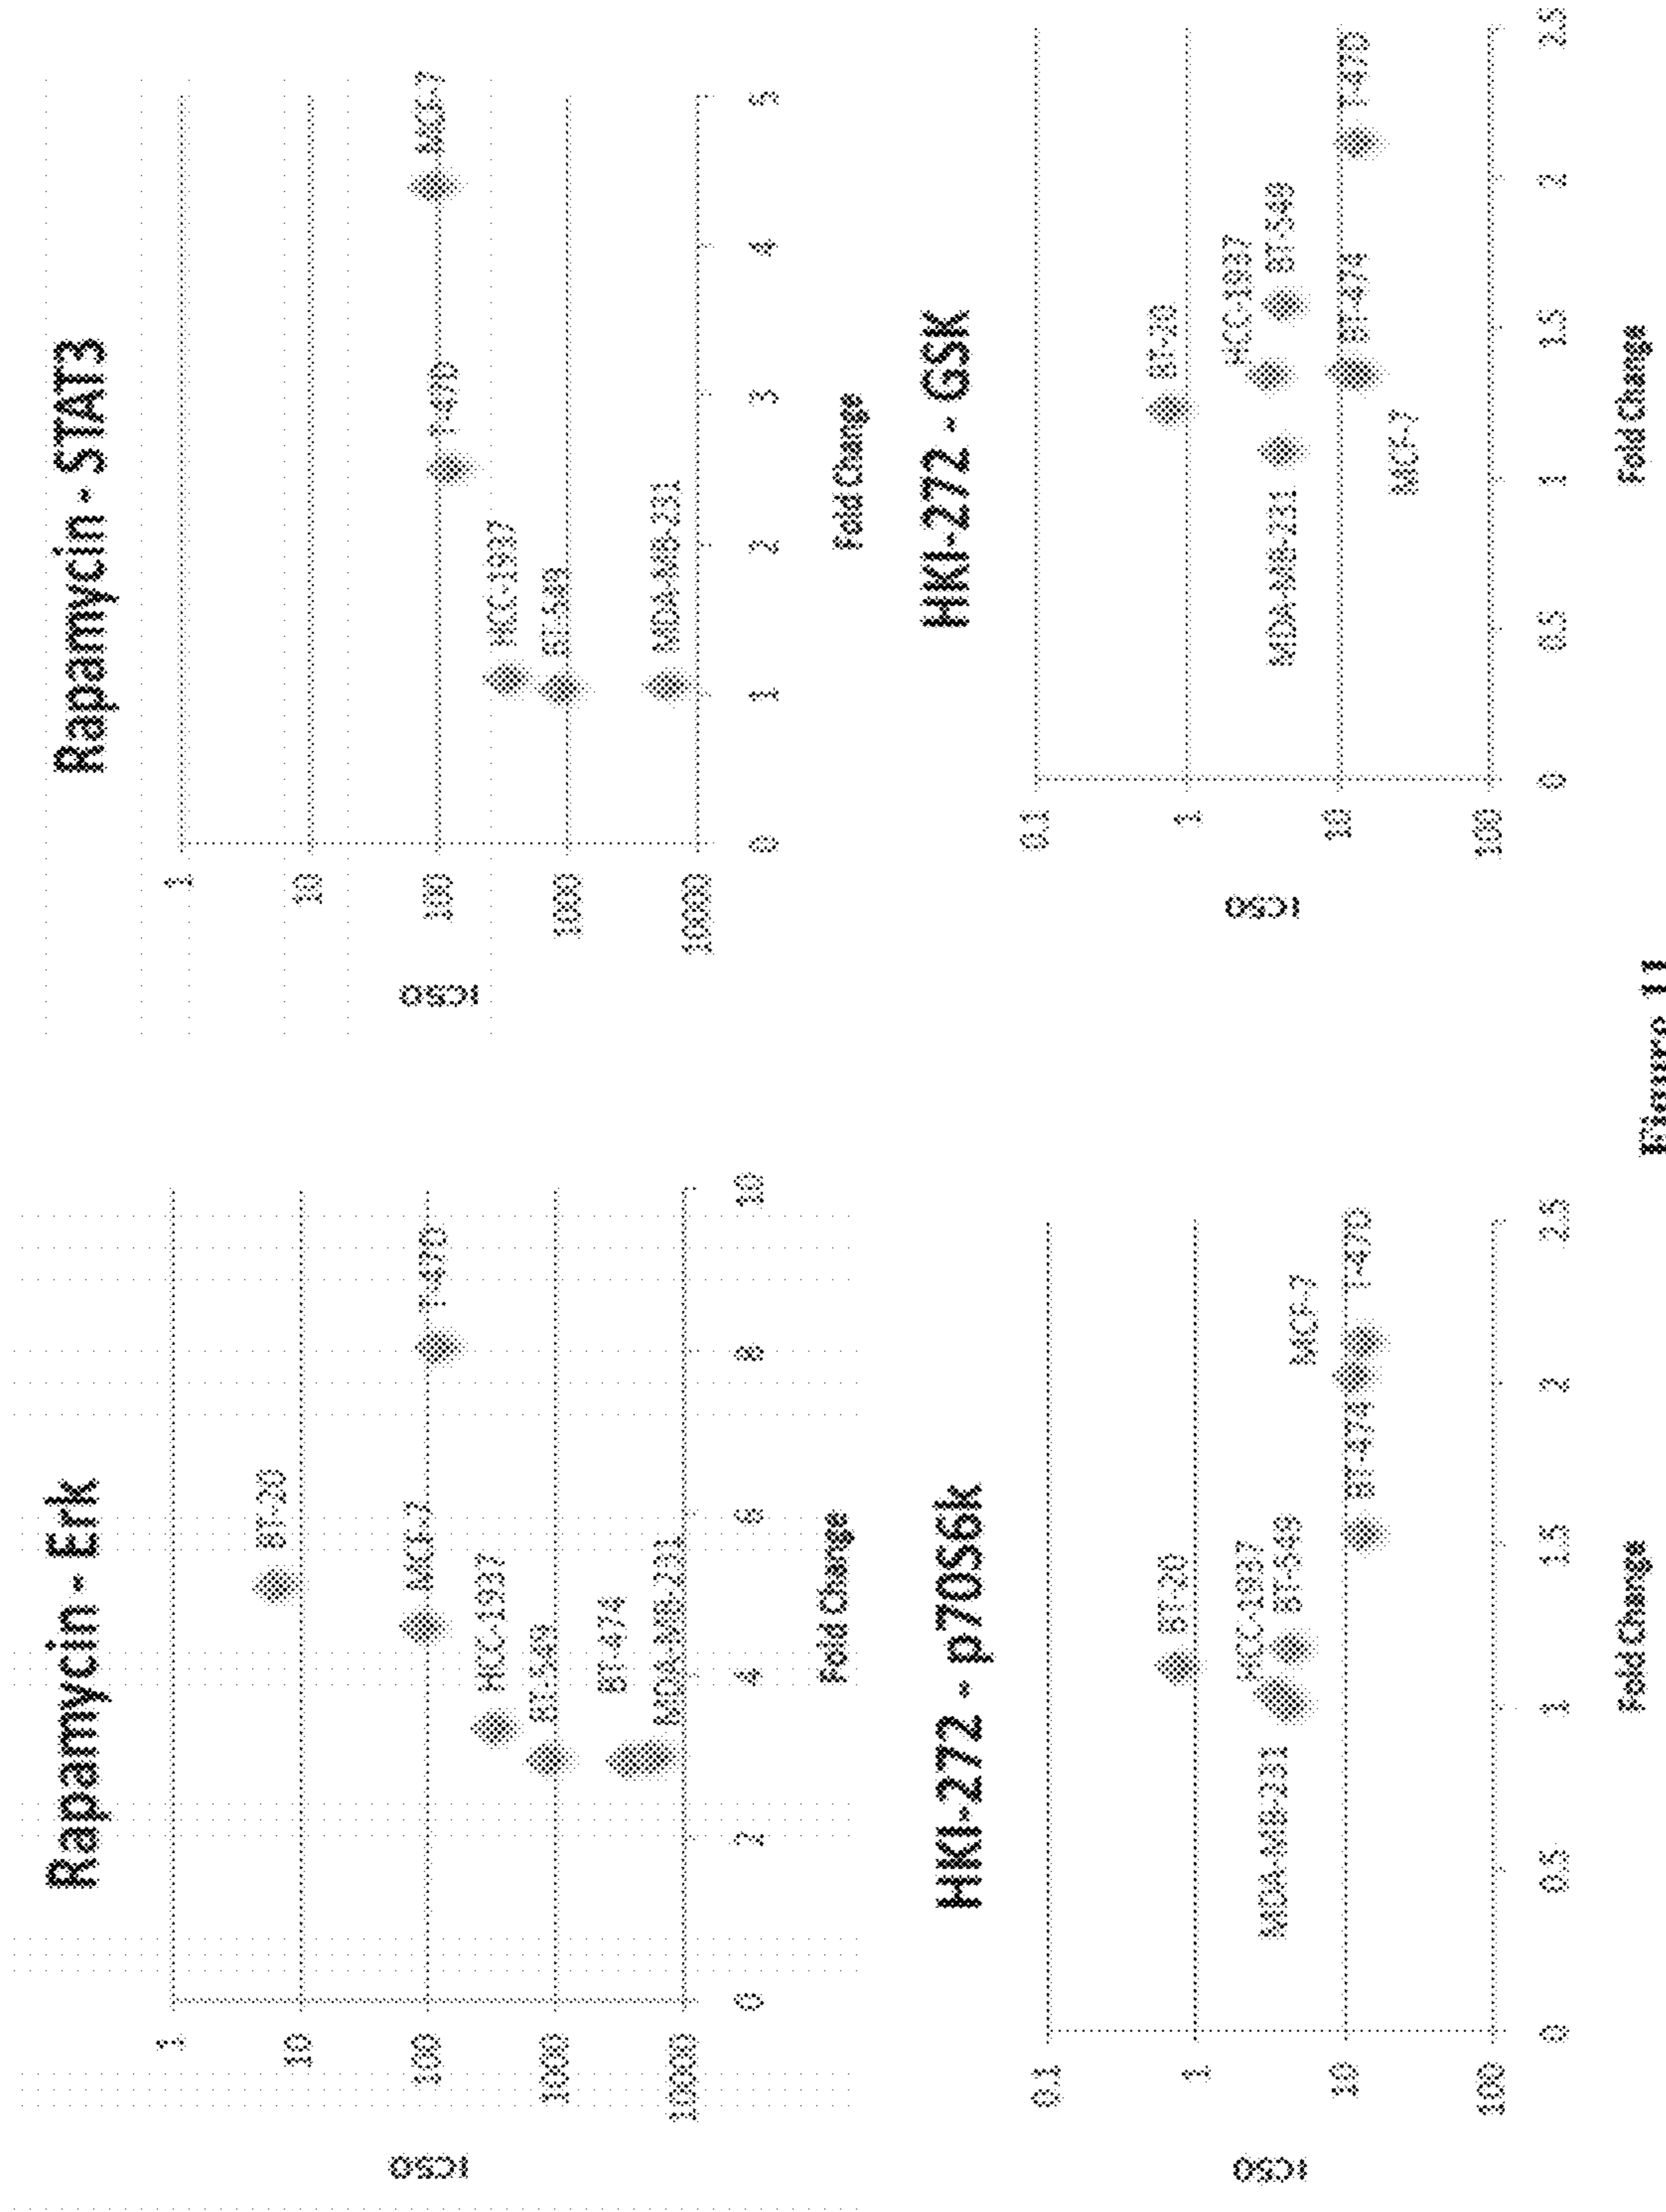 Rapamycin - Erk
1
10
100
1000
10000
IC50
BT-20
MCF-7
T-47D
HCC-1937
BT-549
BT-474
MDA-MB-231
0
2
4
6
8
10
Fold Change
Rapamycin - STAT3
1
10
100
1000
10000
IC50
MCF-7
T-47D
HCC-1937
BT-549
MDA-MB-231
0
1
2
3
4
5
Fold Change
HKI-272 - p70S6k
0.1
1
10
100
IC50
BT-20
HCC-1937
BT-549
MDA-MB-231
MCF-7
BT-474
T-47D
0
0.5
1
1.5
2
2.5
Fold Change
HKI-272 - GSK
0.1
1
10
100
IC50
BT-20
HCC-1937
BT-549
MDA-MB-231
BT-474
T-47D
MCF-7
0
0.5
1
1.5
2
2.5
Fold Change
Figure 11